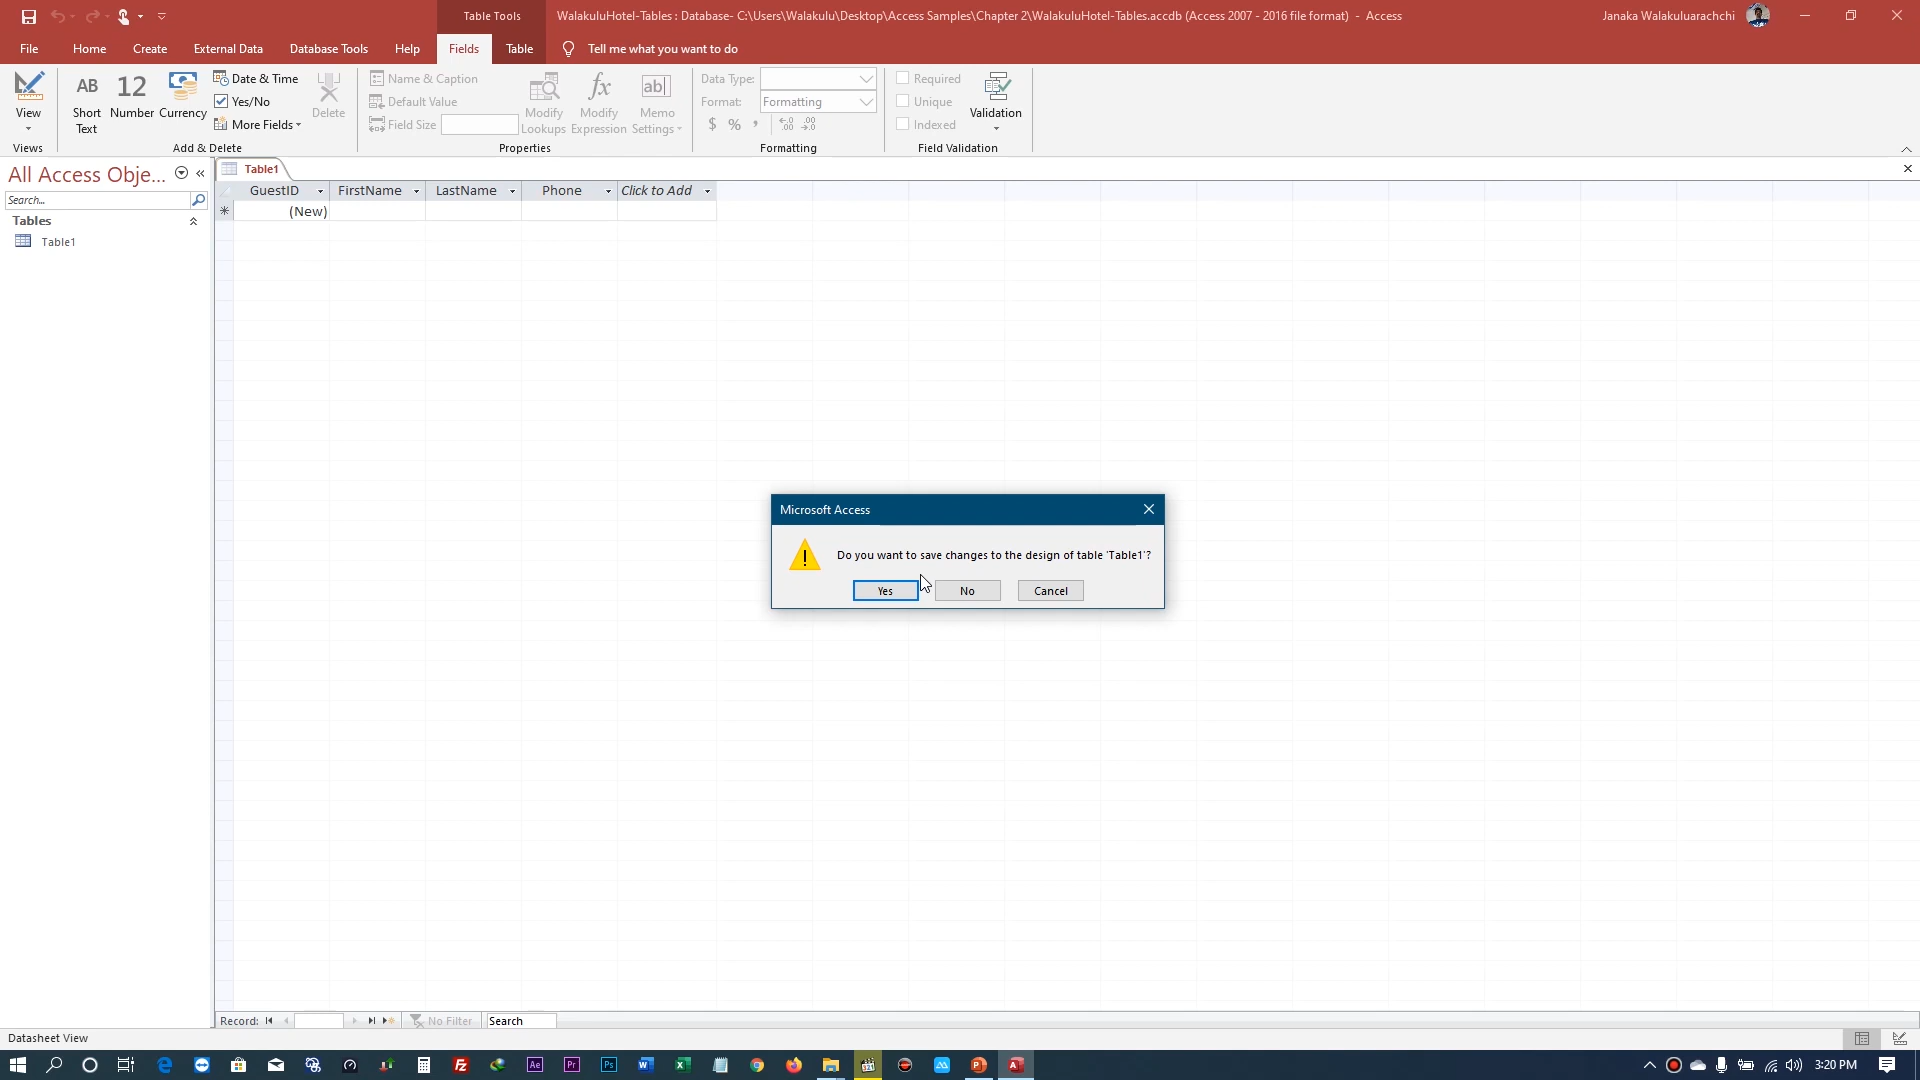 Table Tools
WalakuluHotel-Tables : Database- C:\Users\Walakulu\Desktop\Access Samples\Chapter 2\WalakuluHotel-Tables.accdb (Access 2007 - 2016 file format) - Access
Janaka Walakuluarachchi
File Home Create External Data Database Tools Help Fields Table Tell me what you want to do
View
Views
AB
Short
Text
12
Number
Currency
Date & Time
Yes/No
More Fields
Delete
Add & Delete
Name & Caption
Default Value
Field Size
Modify
Lookups
fx
Modify
Expression
ab|
Memo
Settings
Properties
Data Type:
Format: Formatting
$ % ,
Formatting
Required
Unique
Indexed
Validation
Field Validation
All Access Obje...
Search...
Tables
Table1
Table1
GuestID FirstName LastName Phone Click to Add
* (New)
Microsoft Access
Do you want to save changes to the design of table 'Table1'?
Yes No Cancel
Record: No Filter Search
Datasheet View
3:20 PM